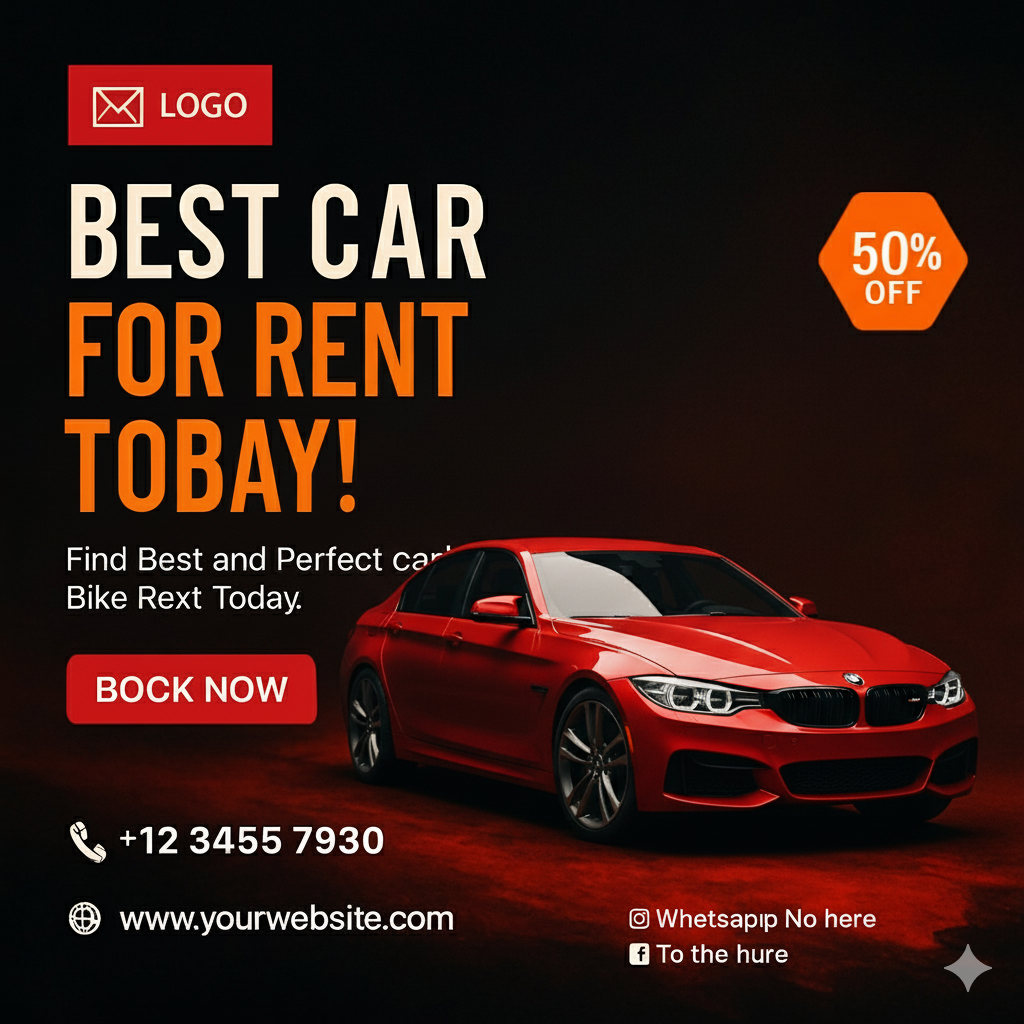 LOGO
BEST CAR
FOR RENT
TOBAY!
50%
OFF
Find Best and Perfect car'
Bike Rext Today.
BOCK NOW
+12 3455 7930
www.yourwebsite.com
Whetsapıp No here
To the hure